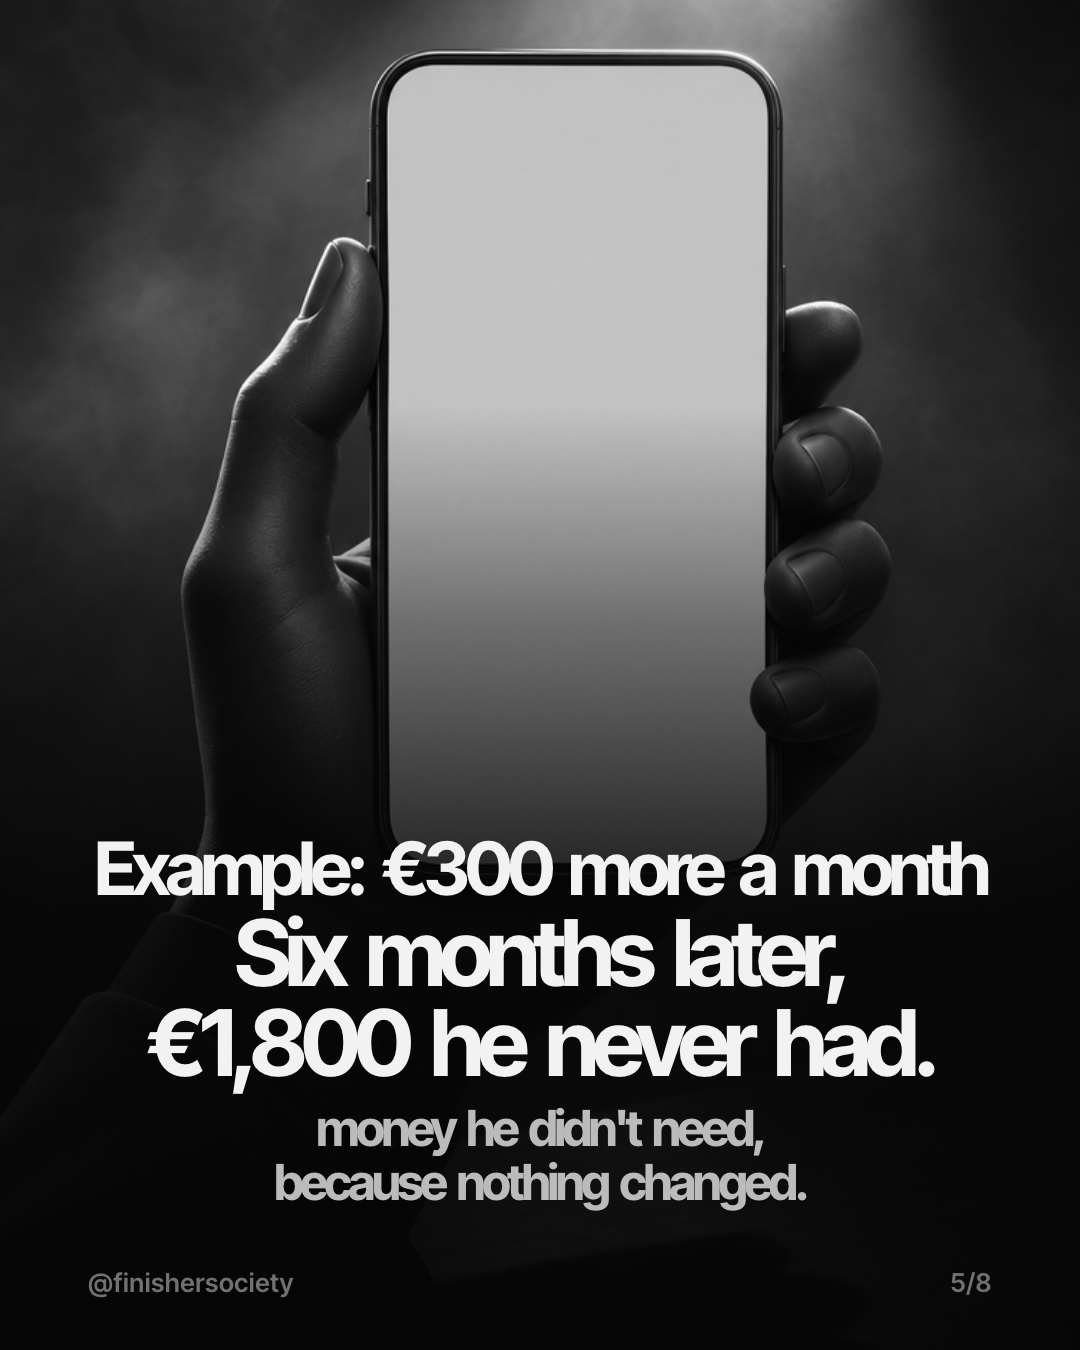 Example: €300 more a month
Six months later,
€1,800 he never had.
money he didn't need,
because nothing changed.
@finishersociety
5/8